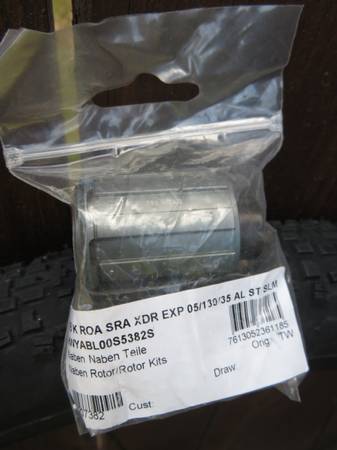 K ROA SRA XDR EXP 05/130/35 AL ST SLM
WYABL00S5382S
Naben Naben Teile
Naben Rotor/Rotor Kits
7613052361185
Orig. TW
Draw:
Cust:
7382